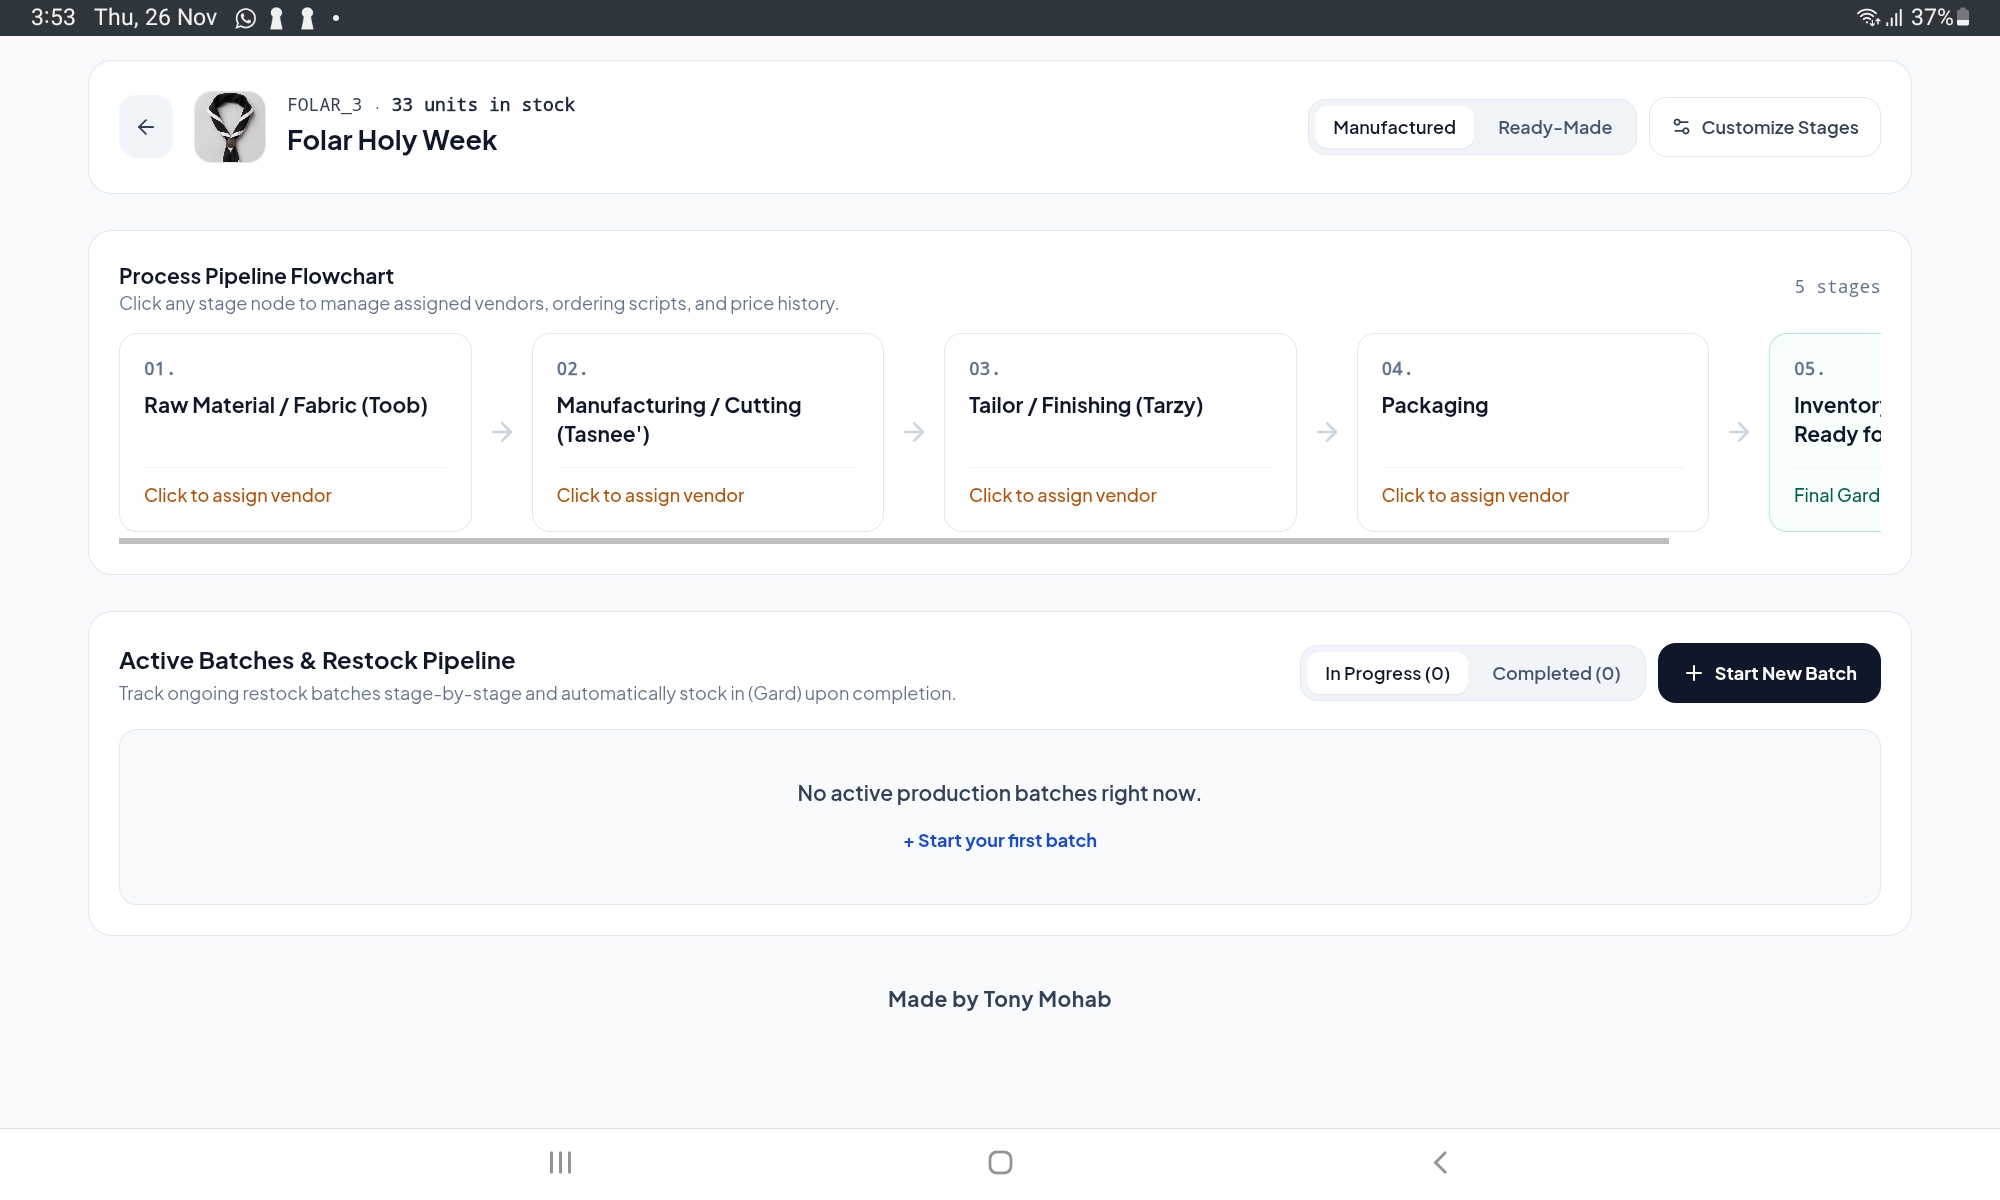 3:53 Thu, 26 Nov
37%
FOLAR_3 · 33 units in stock
Folar Holy Week
Manufactured
Ready-Made
Customize Stages
Process Pipeline Flowchart
Click any stage node to manage assigned vendors, ordering scripts, and price history.
5 stages
01.
Raw Material / Fabric (Toob)
Click to assign vendor
02.
Manufacturing / Cutting
(Tasnee')
Click to assign vendor
03.
Tailor / Finishing (Tarzy)
Click to assign vendor
04.
Packaging
Click to assign vendor
05.
Inventory
Ready fo
Final Gard
Active Batches & Restock Pipeline
Track ongoing restock batches stage-by-stage and automatically stock in (Gard) upon completion.
In Progress (0)
Completed (0)
+ Start New Batch
No active production batches right now.
+ Start your first batch
Made by Tony Mohab